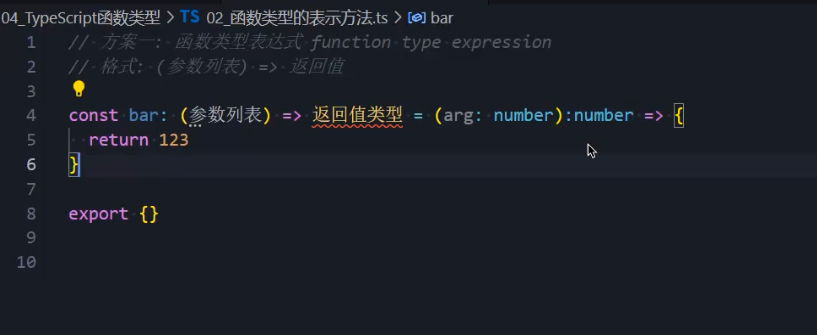 04_TypeScript函数类型 > TS 02_函数类型的表示方法.ts > bar
1 // 方案一: 函数类型表达式 function type expression
2 // 格式: (参数列表) => 返回值
3
4 const bar: (参数列表) => 返回值类型 = (arg: number):number => {
5   return 123
6 }
7
8 export {}
9
10